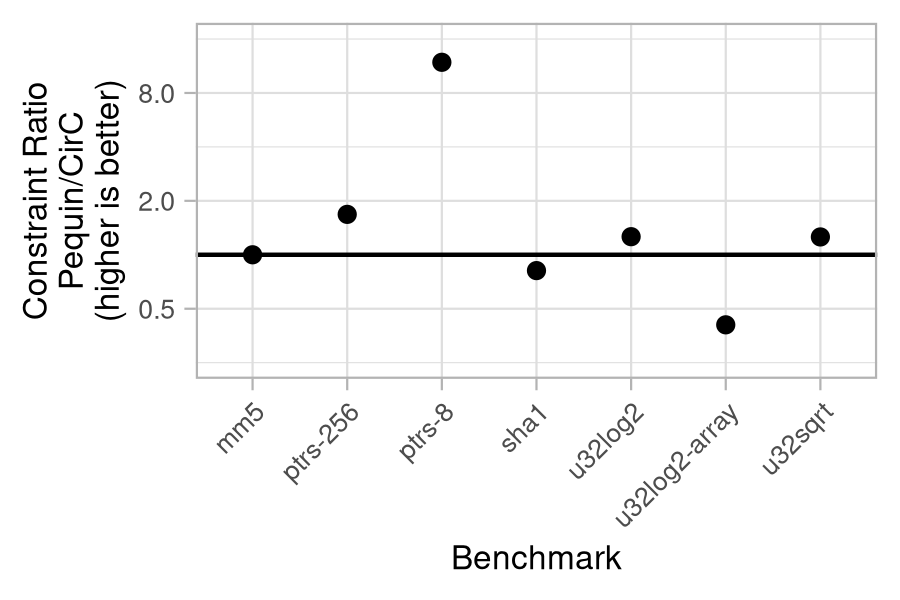 Constraint Ratio
Pequin/CirC
(higher is better)
8.0
2.0
0.5
mm5
ptrs-256
ptrs-8
sha1
u32log2
u32log2-array
u32sqrt
Benchmark